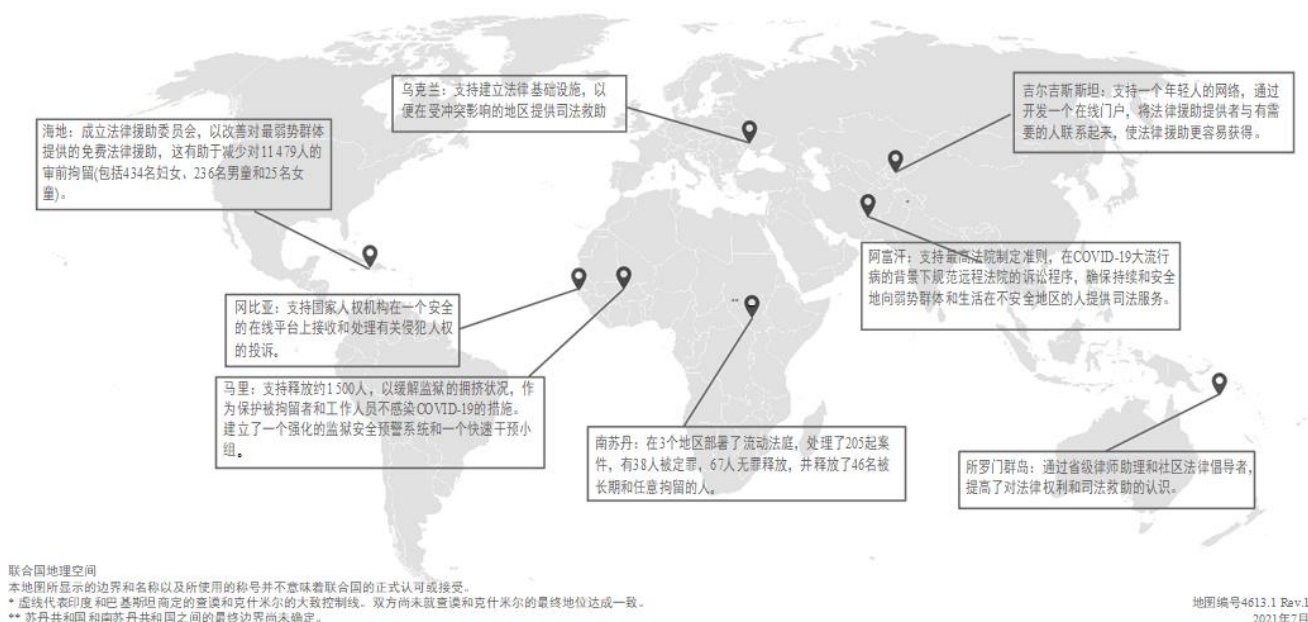 乌克兰：支持建立法律基础设施，以
便在受冲突影响的地区提供司法救助
吉尔吉斯斯坦：支持一个年轻人的网络，通过
开发一个在线门户，将法律援助提供者与有需
要的人联系起来，使法律援助更容易获得。
海地：成立法律援助委员会，以改善对最弱势群体
提供的免费法律援助，这有助于减少对11 479人的
审前拘留(包括434名妇女、236名男童和25名女
童)。
阿富汗：支持最高法院制定准则，在COVID-19大流行
病的背景下规范远程法院的诉讼程序，确保持续和安全
地向弱势群体和生活在不安全地区的人提供司法服务。
冈比亚：支持国家人权机构在一个安全
的在线平台上接收和处理有关侵犯人权
的投诉。
马里：支持释放约1 500人，以缓解监狱的拥挤状况，作
为保护被拘留者和工作人员不感染COVID-19的措施。
建立了一个强化的监狱安全预警系统和一个快速干预小
组。
南苏丹：在3个地区部署了流动法庭，处理了205起案
件，有38人被定罪，67人无罪释放，并释放了46名被
长期和任意拘留的人。
所罗门群岛：通过省级律师助理和社区法律倡导者，
提高了对法律权利和司法救助的认识。
*
**
联合国地理空间
本地图所显示的边界和名称以及所使用的称号并不意味着联合国的正式认可或接受。
* 虚线代表印度和巴基斯坦商定的查谟和克什米尔的大致控制线。双方尚未就查谟和克什米尔的最终地位达成一致。
** 苏丹共和国和南苏丹共和国之间的最终边界尚未确定。
地图编号4613.1 Rev.1
2021年7月